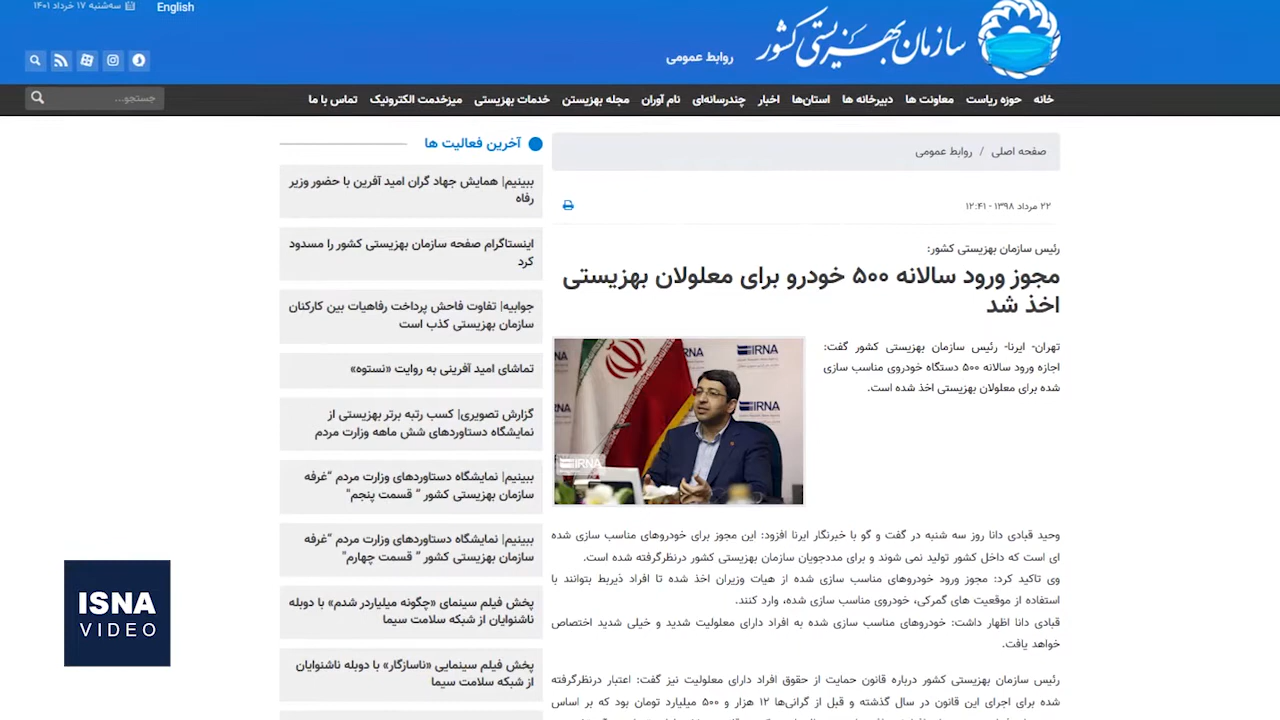 سه‌شنبه ۱۷ خرداد ۱۴۰۱
English
سازمان بهزیستی کشور
روابط عمومی
جستجو...
خانه حوزه ریاست معاونت ها دبیرخانه ها استان‌ها اخبار چندرسانه‌ای نام آوران مجله بهزیستن خدمات بهزیستی میزخدمت الکترونیک تماس با ما
صفحه اصلی / روابط عمومی
۲۲ مرداد ۱۳۹۸ - ۱۲:۴۱
رئیس سازمان بهزیستی کشور:
مجوز ورود سالانه ۵۰۰ خودرو برای معلولان بهزیستی
اخذ شد
تهران- ایرنا- رئیس سازمان بهزیستی کشور گفت:
اجازه ورود سالانه ۵۰۰ دستگاه خودروی مناسب سازی
شده برای معلولان بهزیستی اخذ شده است.
IRNA
IRNA
IRNA
وحید قبادی دانا روز سه شنبه در گفت و گو با خبرنگار ایرنا افزود: این مجوز برای خودروهای مناسب سازی شده
ای است که داخل کشور تولید نمی شوند و برای مددجویان سازمان بهزیستی کشور درنظرگرفته شده است.
وی تاکید کرد: مجوز ورود خودروهای مناسب سازی شده از هیات وزیران اخذ شده تا افراد ذیربط بتوانند با
استفاده از موقعیت های گمرکی، خودروی مناسب سازی شده، وارد کنند.
قبادی دانا اظهار داشت: خودروهای مناسب سازی شده به افراد دارای معلولیت شدید و خیلی شدید اختصاص
خواهد یافت.
رئیس سازمان بهزیستی کشور درباره قانون حمایت از حقوق افراد دارای معلولیت نیز گفت: اعتبار درنظرگرفته
شده برای اجرای این قانون در سال گذشته و قبل از گرانی‌ها ۱۲ هزار و ۵۰۰ میلیارد تومان بود که بر اساس
آخرین فعالیت ها
ببینیم| همایش جهاد گران امید آفرین با حضور وزیر
رفاه
اینستاگرام صفحه سازمان بهزیستی کشور را مسدود
کرد
جوابیه| تفاوت فاحش پرداخت رفاهیات بین کارکنان
سازمان بهزیستی کذب است
تماشای امید آفرینی به روایت «نستوه»
گزارش تصویری| کسب رتبه برتر بهزیستی از
نمایشگاه دستاوردهای شش ماهه وزارت مردم
ببینیم| نمایشگاه دستاوردهای وزارت مردم “غرفه
سازمان بهزیستی کشور ” قسمت پنجم"
ببینیم| نمایشگاه دستاوردهای وزارت مردم “غرفه
سازمان بهزیستی کشور ” قسمت چهارم"
پخش فیلم سینمای «چگونه میلیاردر شدم» با دوبله
ناشنوایان از شبکه سلامت سیما
پخش فیلم سینمایی «ناسازگار» با دوبله ناشنوایان
از شبکه سلامت سیما
ISNA
VIDEO